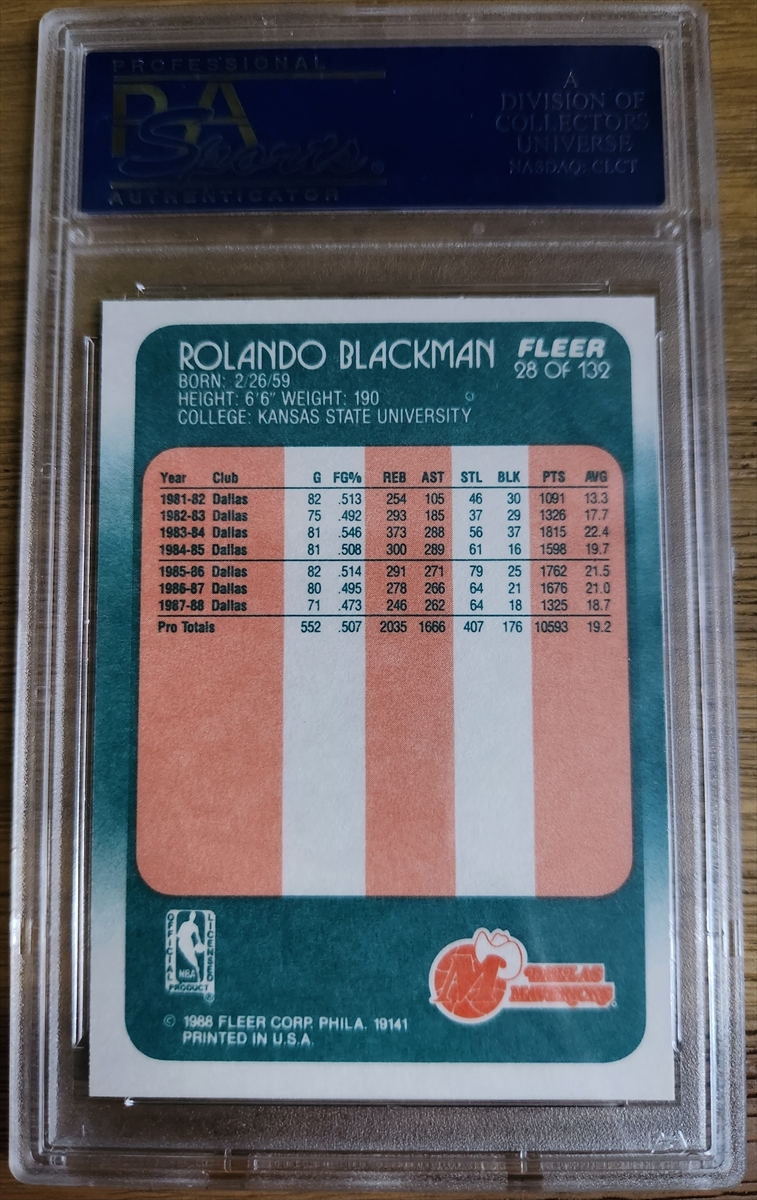 PROFESSIONAL
PSA
Sports®
AUTHENTICATOR
A
DIVISION OF
COLLECTORS
UNIVERSE
NASDAQ: CLCT
ROLANDO BLACKMAN FLEER
28 OF 132
BORN: 2/26/59
HEIGHT: 6'6" WEIGHT: 190
COLLEGE: KANSAS STATE UNIVERSITY
Year Club G FG% REB AST STL BLK PTS AVG
1981-82 Dallas 82 .513 254 105 46 30 1091 13.3
1982-83 Dallas 75 .492 293 185 37 29 1326 17.7
1983-84 Dallas 81 .546 373 288 56 37 1815 22.4
1984-85 Dallas 81 .508 300 289 61 16 1598 19.7
1985-86 Dallas 82 .514 291 271 79 25 1762 21.5
1986-87 Dallas 80 .495 278 266 64 21 1676 21.0
1987-88 Dallas 71 .473 246 262 64 18 1325 18.7
Pro Totals 552 .507 2035 1666 407 176 10593 19.2
OFFICIAL
LICENSED
NBA
PRODUCT®
M
DALLAS
MAVERICKS
© 1988 FLEER CORP. PHILA. 19141
PRINTED IN U.S.A.